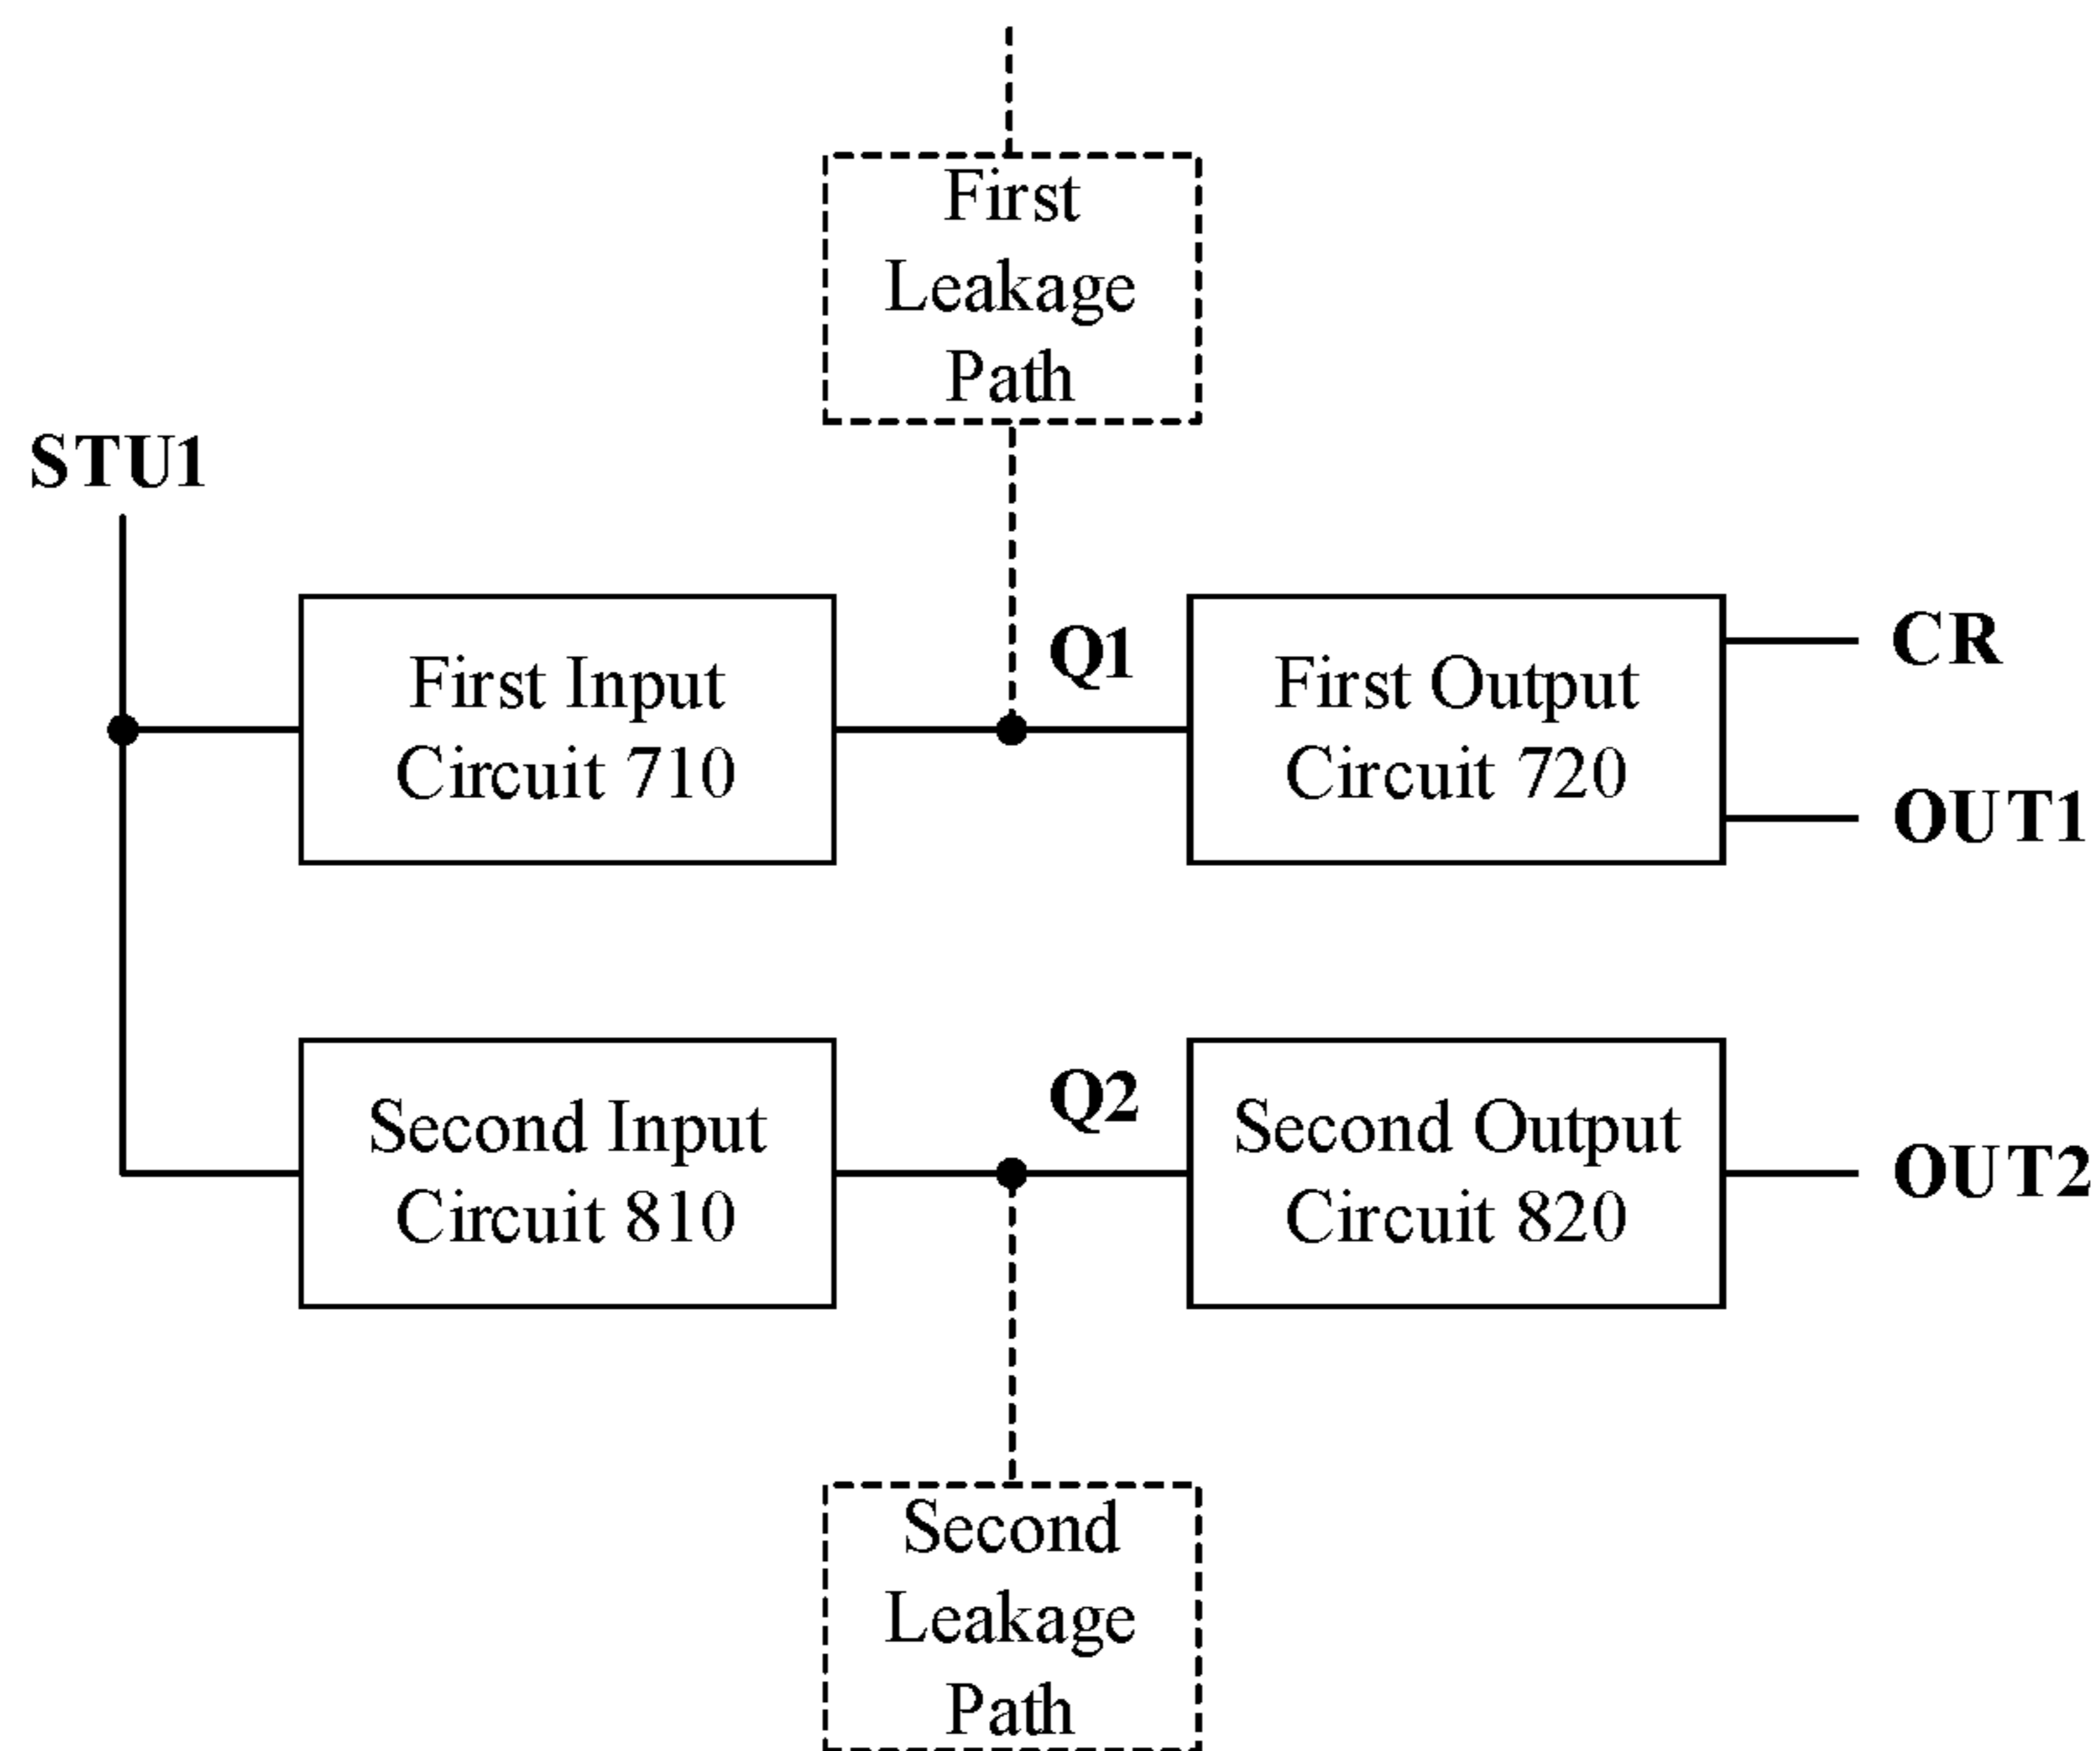 First
Leakage
Path
STU1
First Input
Circuit 710
Q1
First Output
Circuit 720
CR
OUT1
Second Input
Circuit 810
Q2
Second Output
Circuit 820
OUT2
Second
Leakage
Path